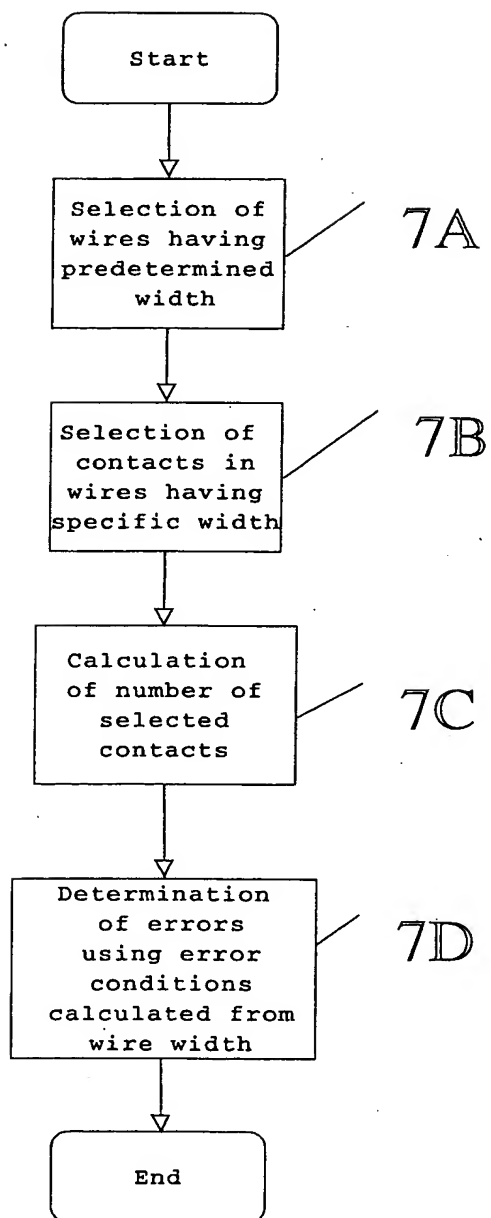 Start
Selection of
wires having
predetermined
width
7A
Selection of
contacts in
wires having
specific width
7B
Calculation
of number of
selected
contacts
7C
Determination
of errors
using error
conditions
calculated from
wire width
7D
End